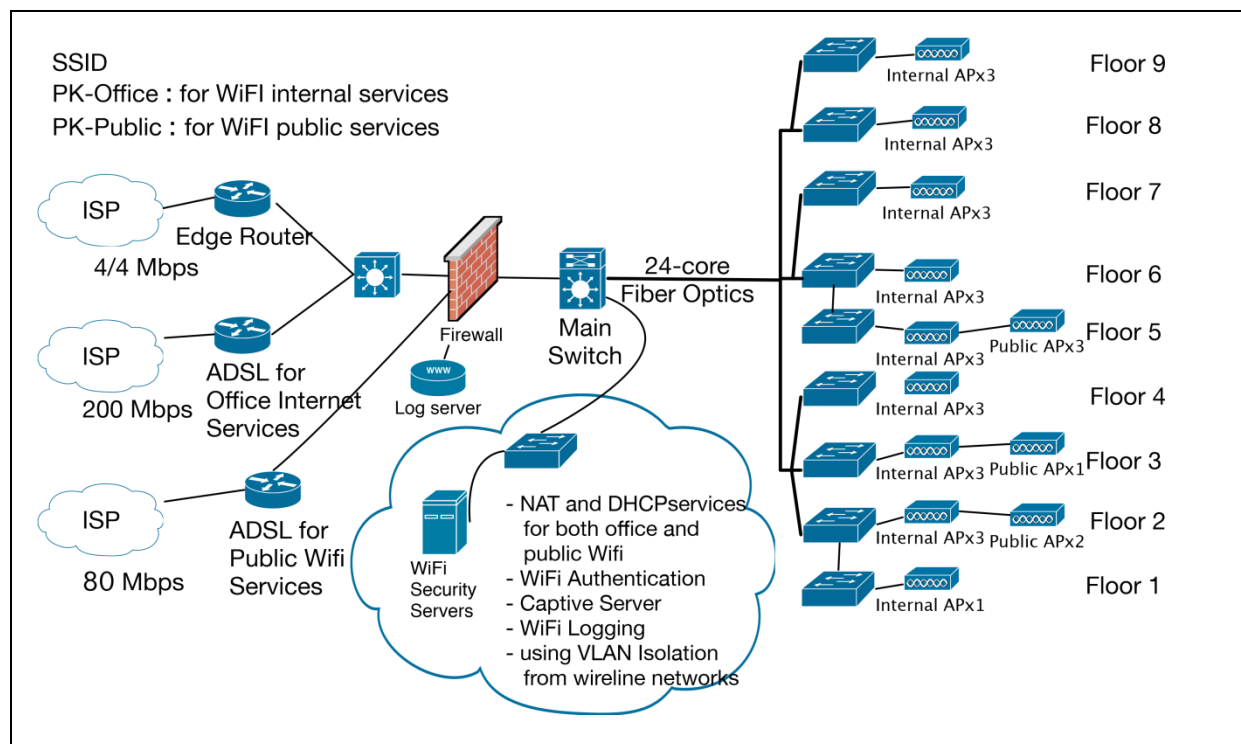 SSID
PK-Office : for WiFI internal services
PK-Public : for WiFI public services
ISP
Edge Router
4/4 Mbps
ISP
ADSL for
Office Internet
Services
200 Mbps
ISP
ADSL for
Public Wifi
Services
80 Mbps
Firewall
www
Log server
Main
Switch
24-core
Fiber Optics
WiFi
Security
Servers
- NAT and DHCPservices
for both office and
public Wifi
- WiFi Authentication
- Captive Server
- WiFi Logging
- using VLAN Isolation
from wireline networks
Internal APx3
Floor 9
Internal APx3
Floor 8
Internal APx3
Floor 7
Internal APx3
Floor 6
Internal APx3
Public APx3
Floor 5
Internal APx3
Floor 4
Internal APx3
Public APx1
Floor 3
Internal APx3
Public APx2
Floor 2
Internal APx1
Floor 1